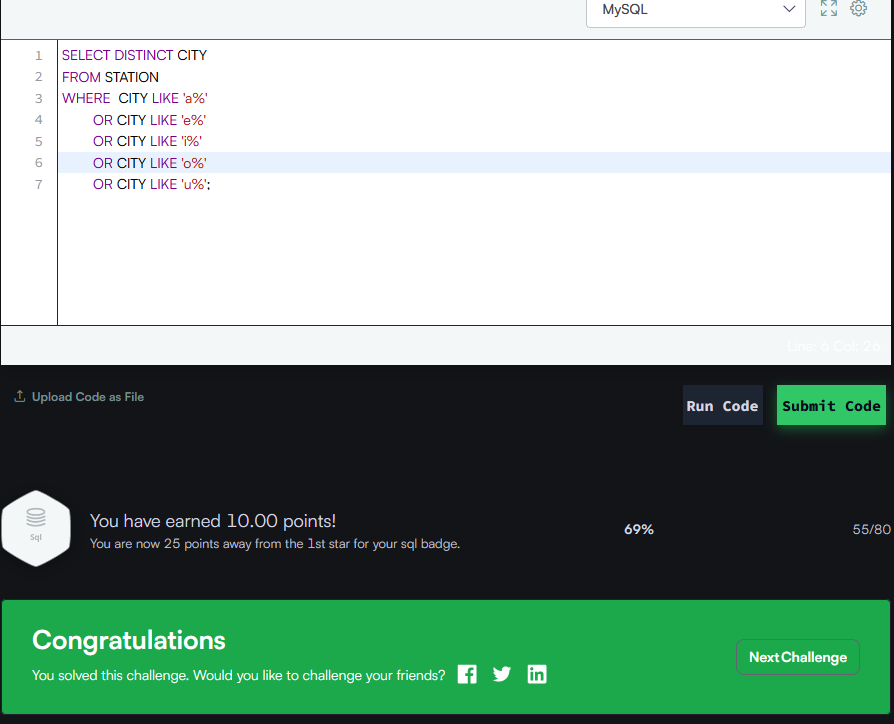 MySQL
1 SELECT DISTINCT CITY
2 FROM STATION
3 WHERE  CITY LIKE 'a%'
4 OR CITY LIKE 'e%'
5 OR CITY LIKE 'i%'
6 OR CITY LIKE 'o%'
7 OR CITY LIKE 'u%';
Line: 6 Col: 26
Upload Code as File
Run Code
Submit Code
Sql
You have earned 10.00 points!
You are now 25 points away from the 1st star for your sql badge.
69%
55/80
Congratulations
You solved this challenge. Would you like to challenge your friends?
Next Challenge